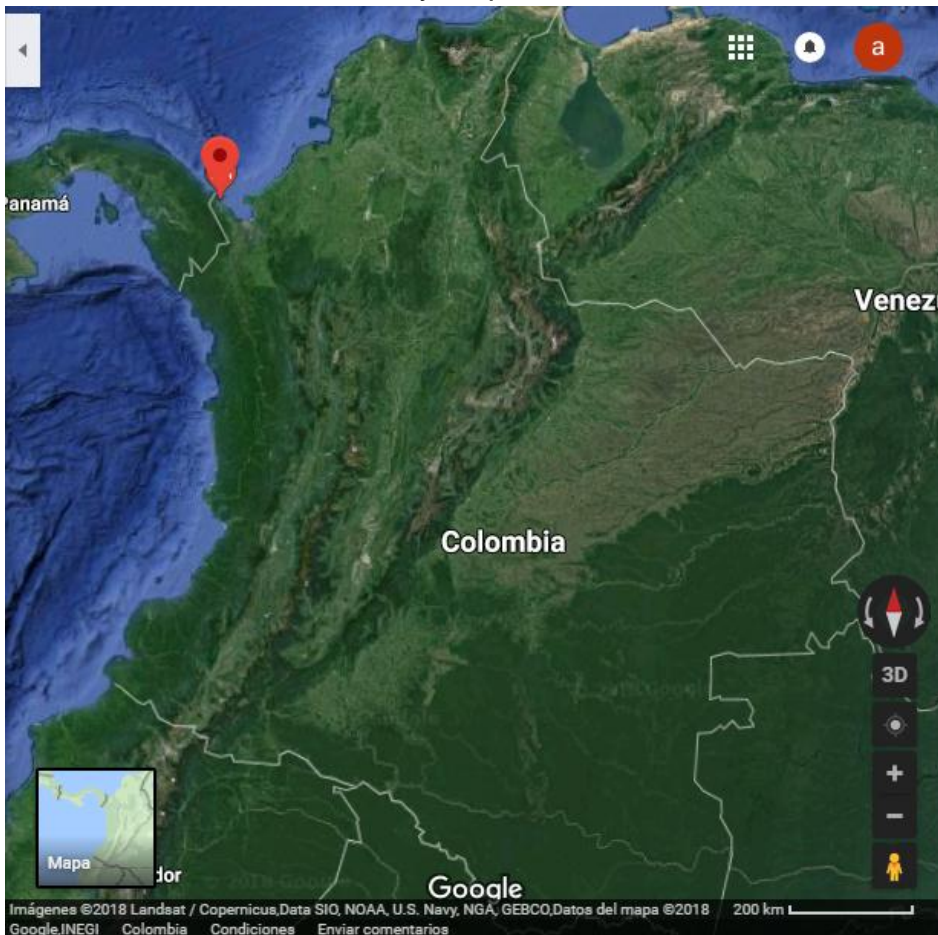 a
Panamá
Venez
Colombia
3D
Mapa
dor
Google
Imágenes ©2018 Landsat / Copernicus,Data SIO, NOAA, U.S. Navy, NGA, GEBCO,Datos del mapa ©2018 200 km
Google,INEGI Colombia Condiciones Enviar comentarios